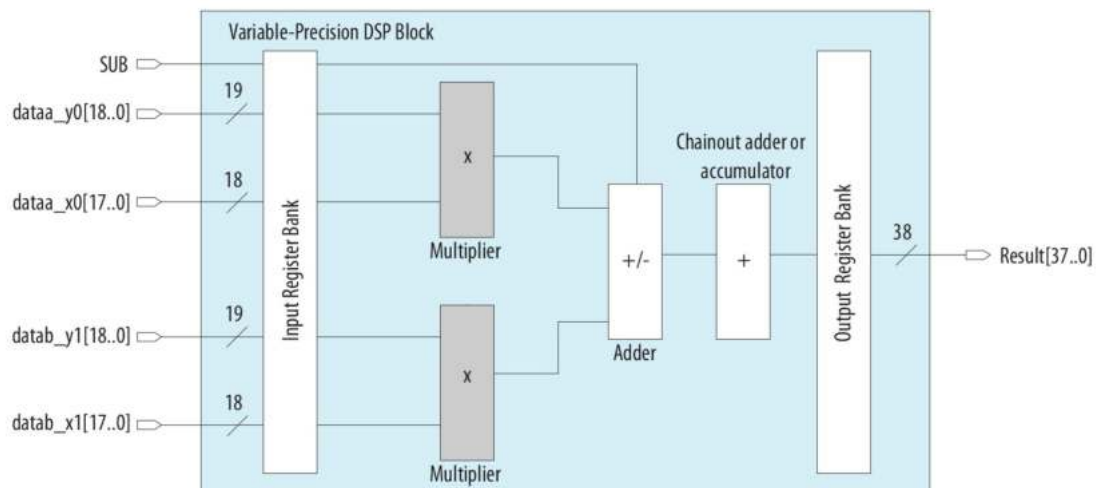 Variable-Precision DSP Block
SUB
19
dataa_y0[18..0]
18
dataa_x0[17..0]
19
datab_y1[18..0]
18
datab_x1[17..0]
Input Register Bank
x
Multiplier
x
Multiplier
+/-
Adder
Chainout adder or
accumulator
+
Output Register Bank
38
Result[37..0]